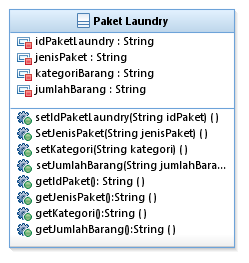 Paket Laundry
idPaketLaundry : String
jenisPaket : String
kategoriBarang : String
jumlahBarang : String
setIdPaketLaundry(String idPaket) ( )
SetJenisPaket(String jenisPaket) ( )
setKategori(String kategori) ( )
setJumlahBarang(String jumlahBara...
getIdPaket(): String ( )
getJenisPaket():String ( )
getKategori():String ( )
getJumlahBarang():String ( )